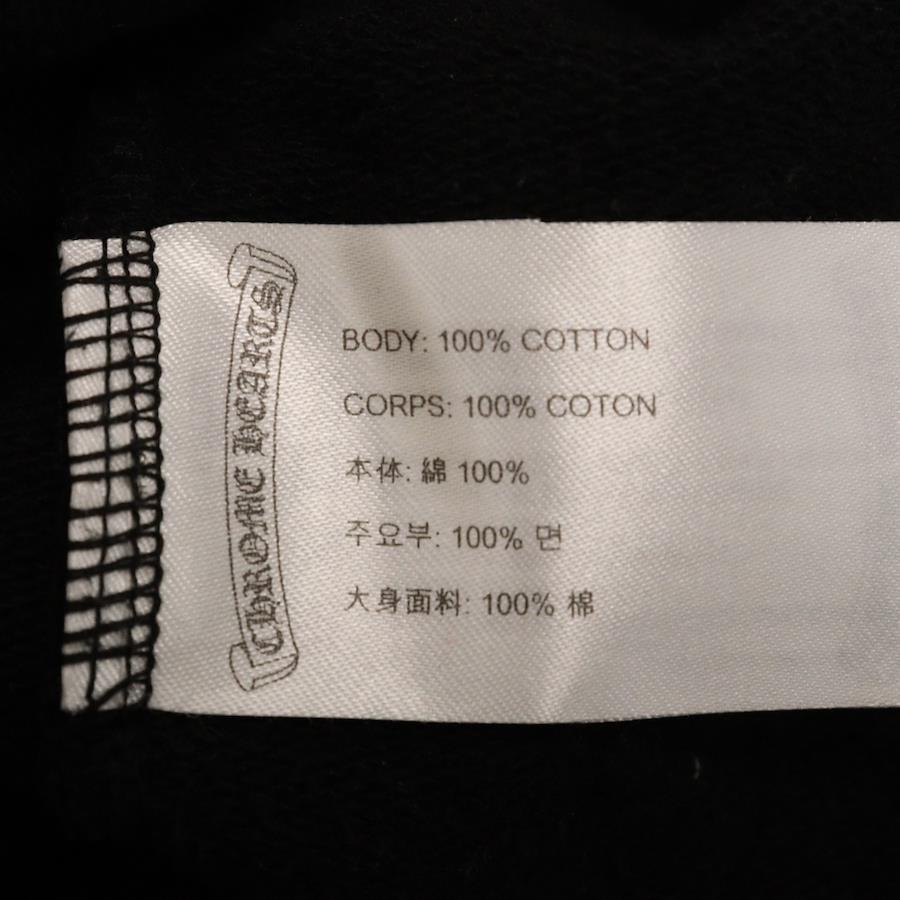 CHROME HEARTS
BODY: 100% COTTON
CORPS: 100% COTON
本体: 綿 100%
주요부: 100% 면
大身面料: 100% 棉